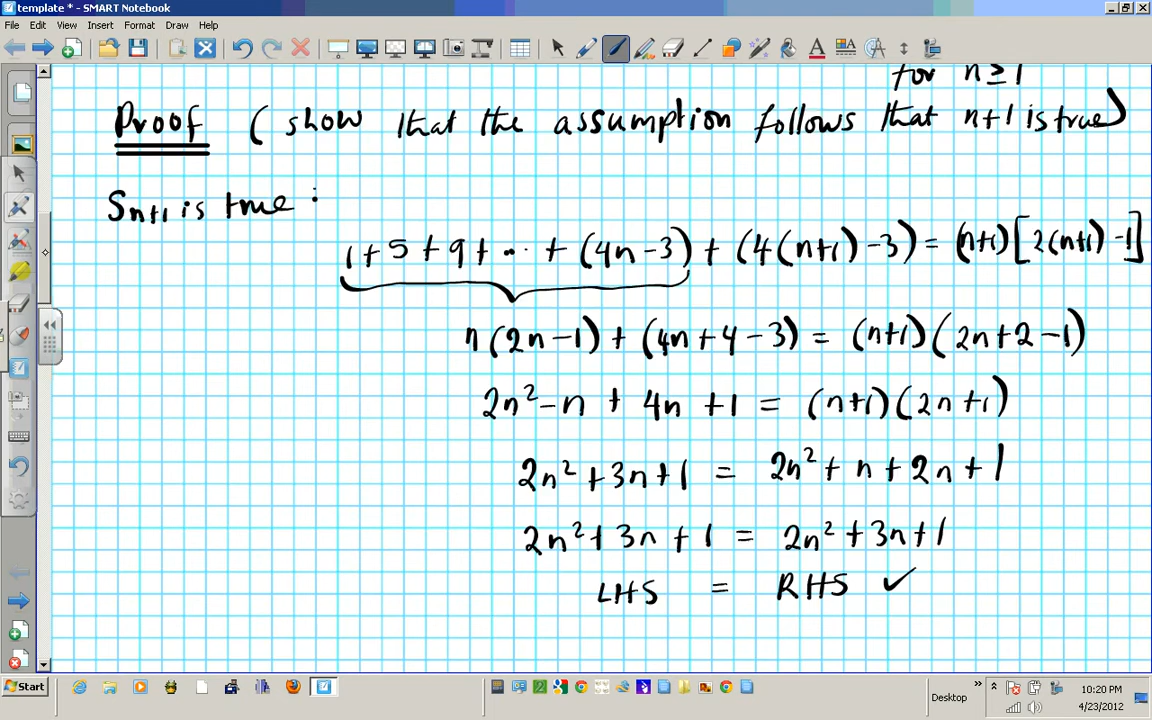 template * - SMART Notebook
File Edit View Insert Format Draw Help
for n ≥ 1
Proof ( show that the assumption follows that n+1 is true)
Sn+1 is true :
1 + 5 + 9 + ... + (4n - 3) + (4(n+1) - 3) = (n+1)[2(n+1) - 1]
n(2n - 1) + (4n + 4 - 3) = (n+1)(2n + 2 - 1)
2n² - n + 4n + 1 = (n+1)(2n + 1)
2n² + 3n + 1 = 2n² + n + 2n + 1
2n² + 3n + 1 = 2n² + 3n + 1
LHS = RHS ✓
Start
Desktop
10:20 PM
4/23/2012